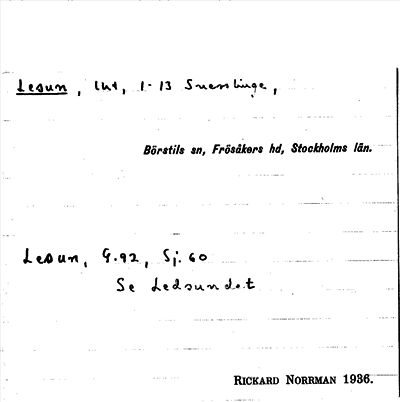 Lesun, Int, 1-13 Snesslinge,
Börstils sn, Frösåkers hd, Stockholms län.
Lesun, G.92, Sj. 60
Se Ledsundet
RICKARD NORRMAN 1936.